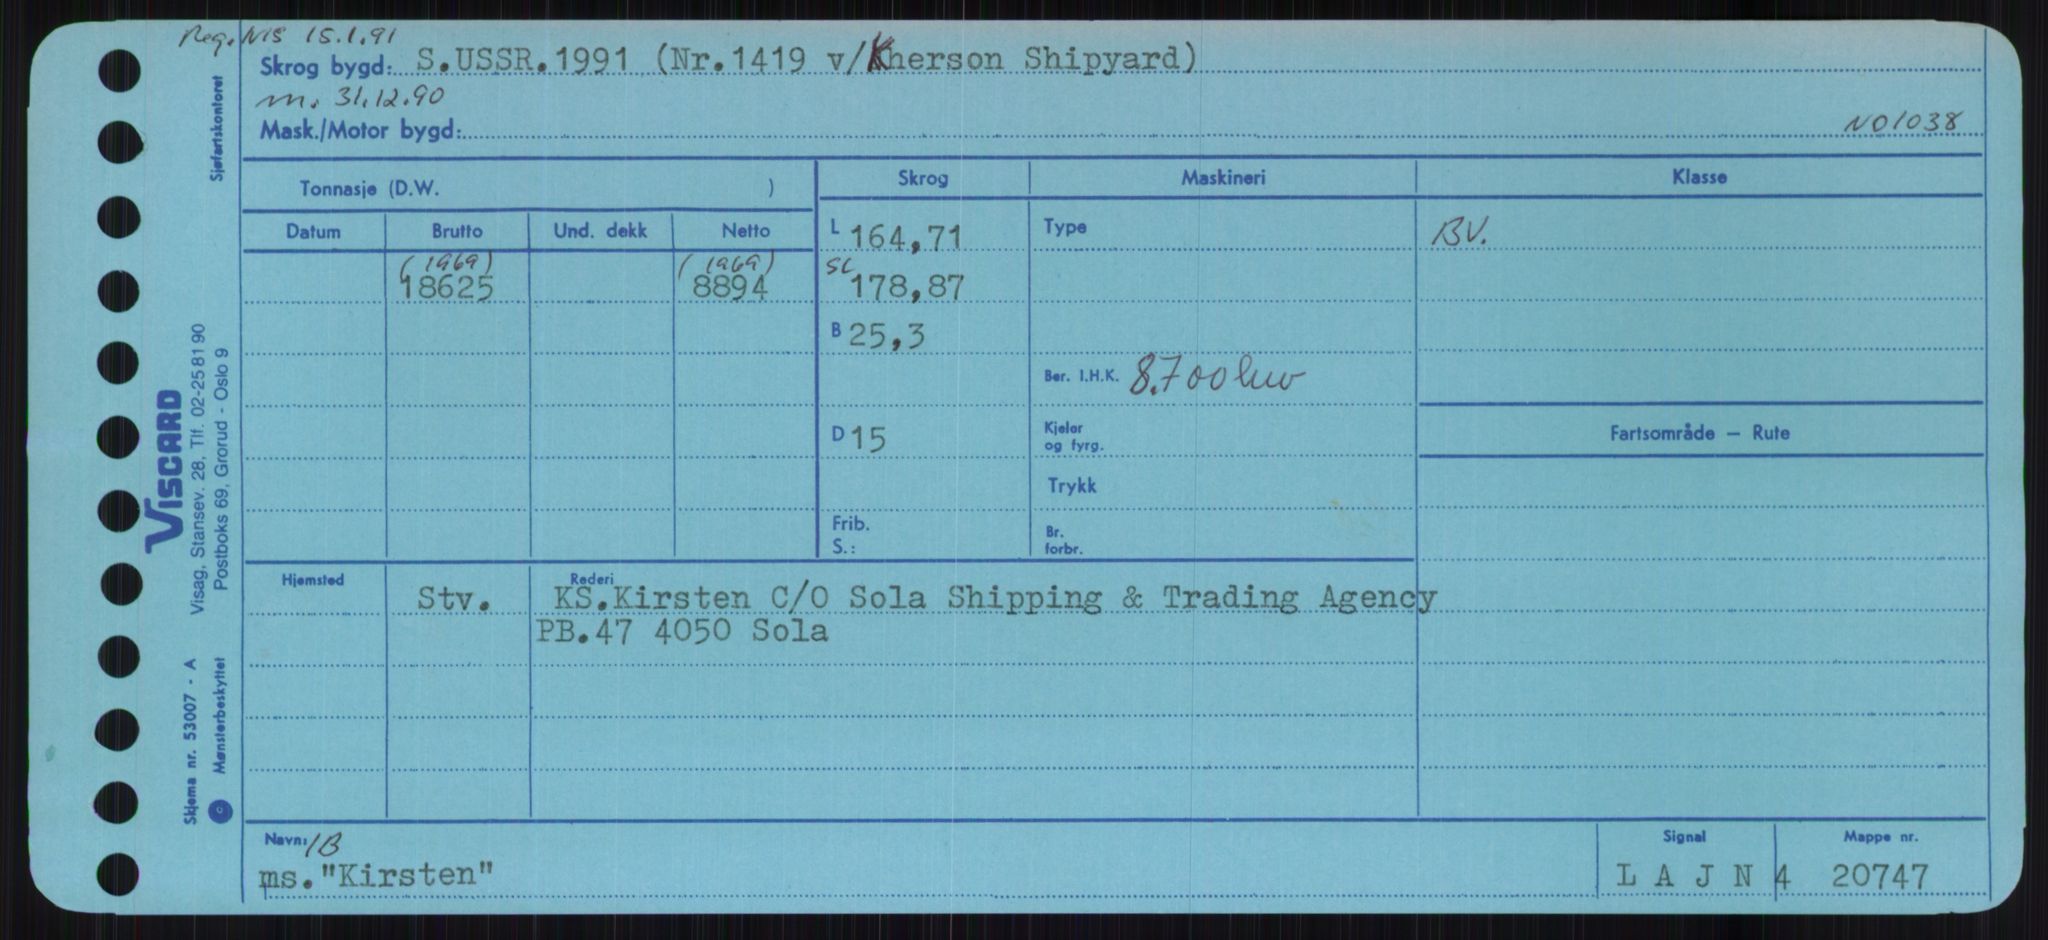 Reg. NIS 15.1.91
Skrog bygd: S.USSR.1991 (Nr.1419 v/Kherson Shipyard)
m. 31.12.90
Mask./Motor bygd:
NO1038
Tonnasje (D.W. )
Skrog Maskineri Klasse
Datum Brutto Und. dekk Netto
L 164,71 Type BV.
(1969) (1969) SL
18625 8894 178,87
B 25,3
Ber. I.H.K. 8.700 kw
D 15
Kjeler og fyrg.
Fartsområde — Rute
Trykk
Frib.
S.:
Br. forbr.
Hjemsted Rederi
Stv. KS.Kirsten C/O Sola Shipping & Trading Agency
PB.47 4050 Sola
Navn: 1B
ms."Kirsten"
Signal Mappe nr.
L A J N 4 20747
Sjøfartskontoret
VISCARD
Visag, Stansev. 28, Tlf. 02-25 81 90
Postboks 69, Grorud - Oslo 9
Skjema nr. 53007 - A
© Mønsterbeskyttet